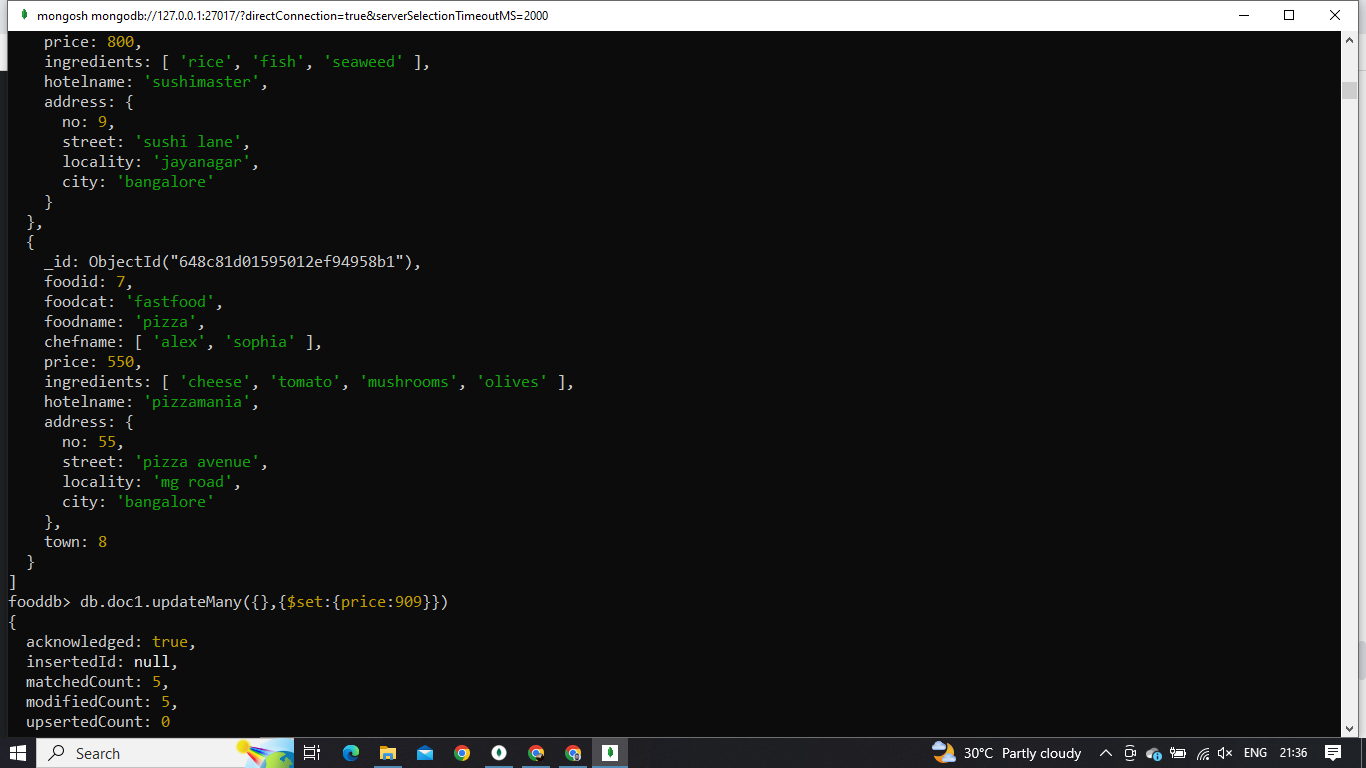 mongosh mongodb://127.0.0.1:27017/?directConnection=true&serverSelectionTimeoutMS=2000
price: 800,
ingredients: [ 'rice', 'fish', 'seaweed' ],
hotelname: 'sushimaster',
address: {
no: 9,
street: 'sushi lane',
locality: 'jayanagar',
city: 'bangalore'
}
},
{
_id: ObjectId("648c81d01595012ef94958b1"),
foodid: 7,
foodcat: 'fastfood',
foodname: 'pizza',
chefname: [ 'alex', 'sophia' ],
price: 550,
ingredients: [ 'cheese', 'tomato', 'mushrooms', 'olives' ],
hotelname: 'pizzamania',
address: {
no: 55,
street: 'pizza avenue',
locality: 'mg road',
city: 'bangalore'
},
town: 8
}
]
fooddb> db.doc1.updateMany({},{$set:{price:909}})
{
acknowledged: true,
insertedId: null,
matchedCount: 5,
modifiedCount: 5,
upsertedCount: 0
Search 30°C Partly cloudy ENG 21:36